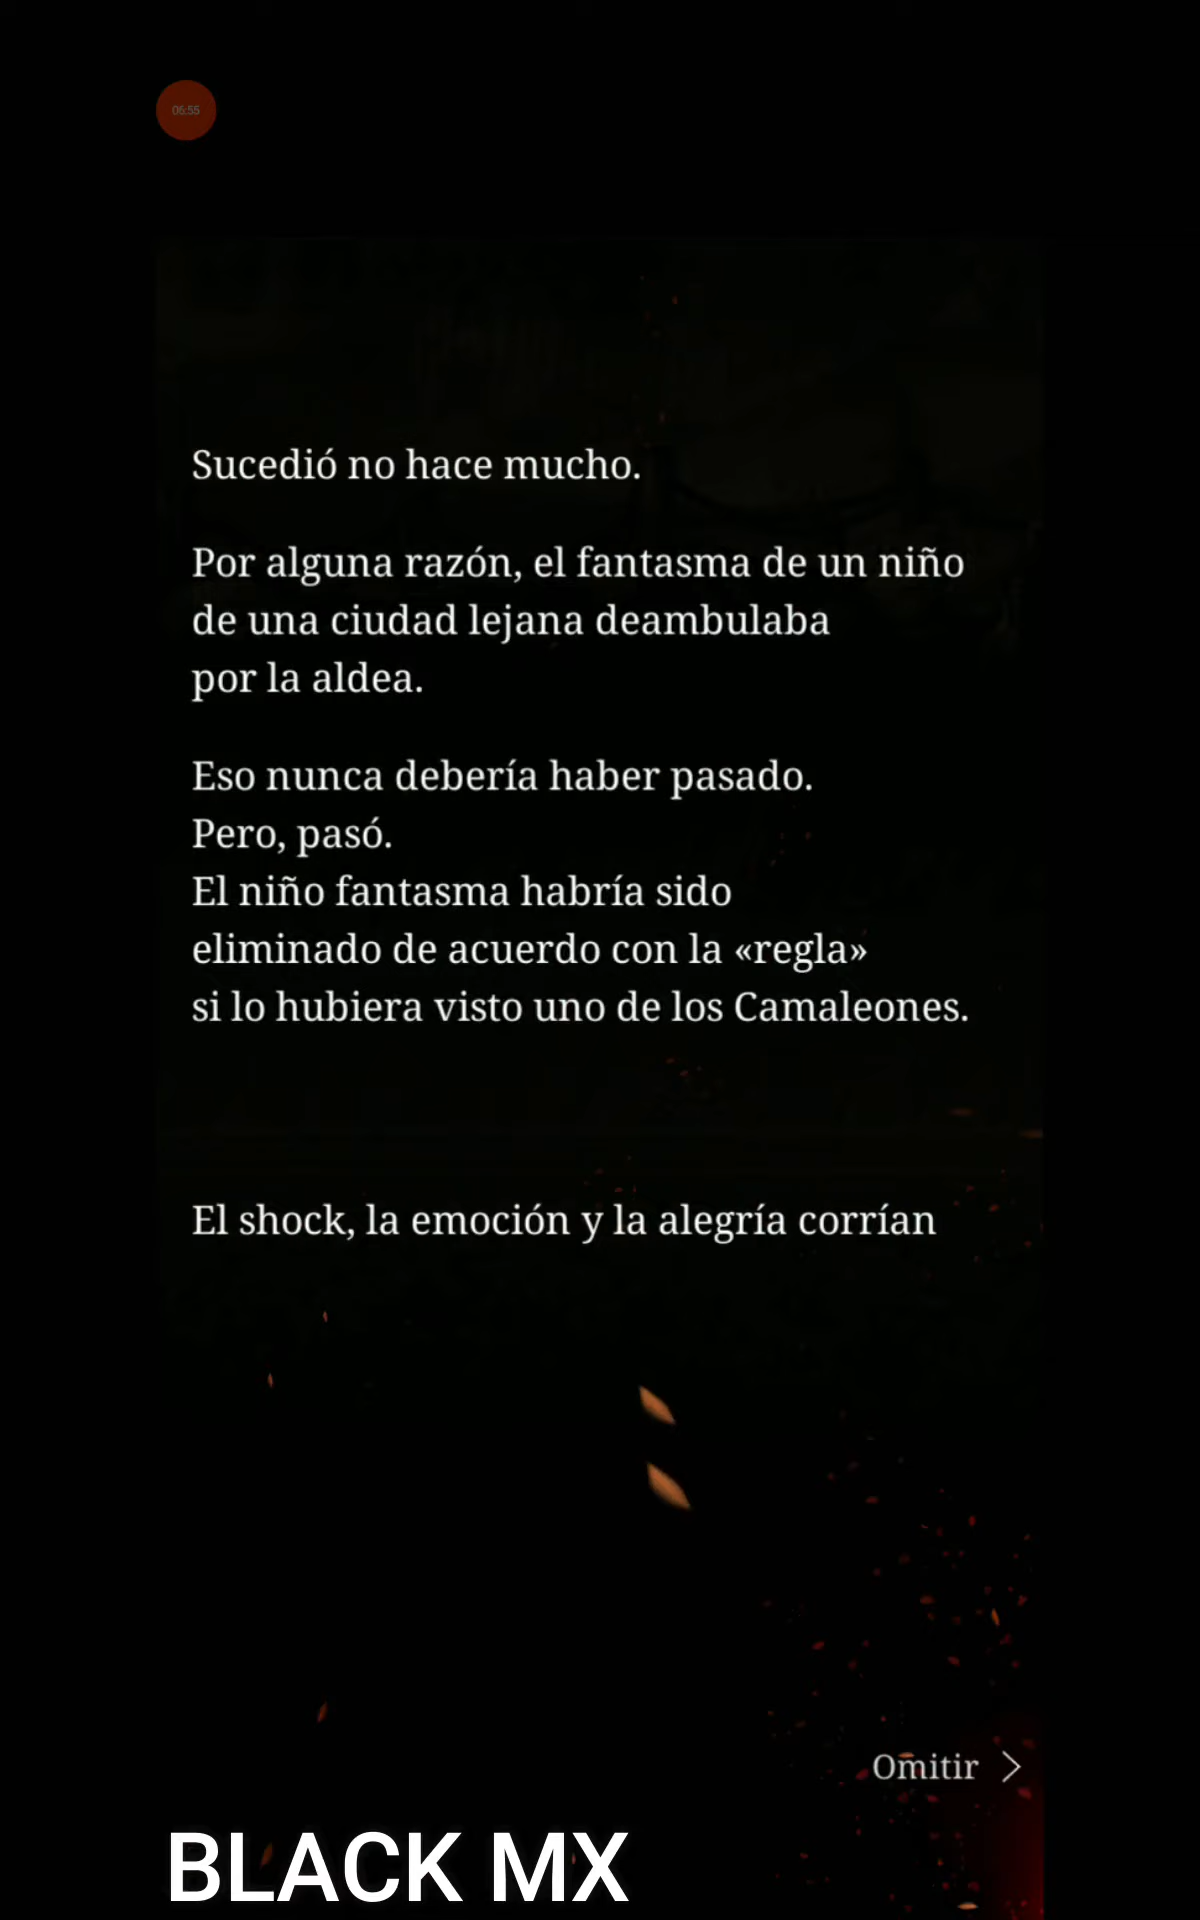 06:55
Sucedió no hace mucho.
Por alguna razón, el fantasma de un niño
de una ciudad lejana deambulaba
por la aldea.
Eso nunca debería haber pasado.
Pero, pasó.
El niño fantasma habría sido
eliminado de acuerdo con la «regla»
si lo hubiera visto uno de los Camaleones.
El shock, la emoción y la alegría corrían
Omitir
BLACK MX